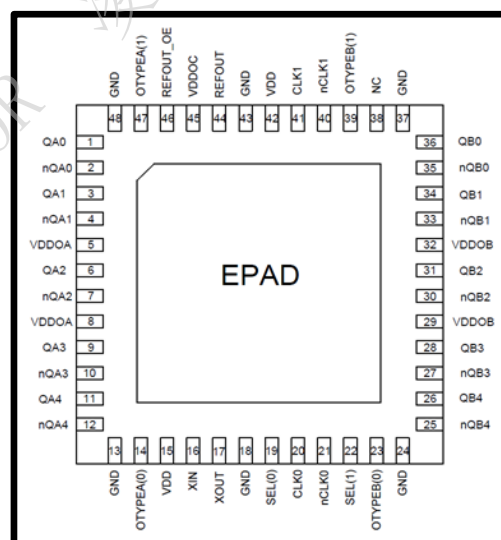 GND OTYPEA(1) REFOUT_OE VDDOC REFOUT GND VDD CLK1 nCLK1 OTYPEB(1) NC GND
48 47 46 45 44 43 42 41 40 39 38 37
QA0 1 36 QB0
nQA0 2 35 nQB0
QA1 3 34 QB1
nQA1 4 33 nQB1
VDDOA 5 32 VDDOB
QA2 6 31 QB2
EPAD
nQA2 7 30 nQB2
VDDOA 8 29 VDDOB
QA3 9 28 QB3
nQA3 10 27 nQB3
QA4 11 26 QB4
nQA4 12 25 nQB4
13 14 15 16 17 18 19 20 21 22 23 24
GND OTYPEA(0) VDD XIN XOUT GND SEL(0) CLK0 nCLK0 SEL(1) OTYPEB(0) GND